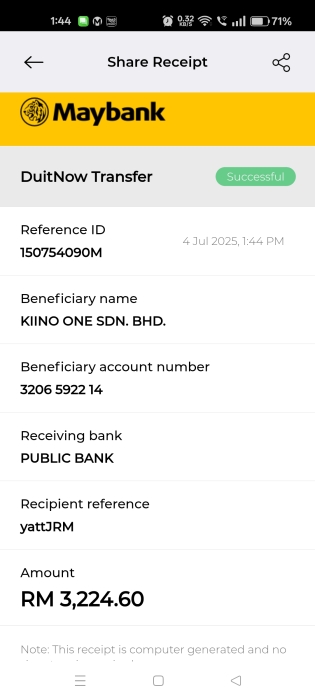 1:44 0.32 KB/S 71%
Share Receipt
Maybank
DuitNow Transfer Successful
Reference ID
150754090M 4 Jul 2025, 1:44 PM
Beneficiary name
KIINO ONE SDN. BHD.
Beneficiary account number
3206 5922 14
Receiving bank
PUBLIC BANK
Recipient reference
yattJRM
Amount
RM 3,224.60
Note: This receipt is computer generated and no